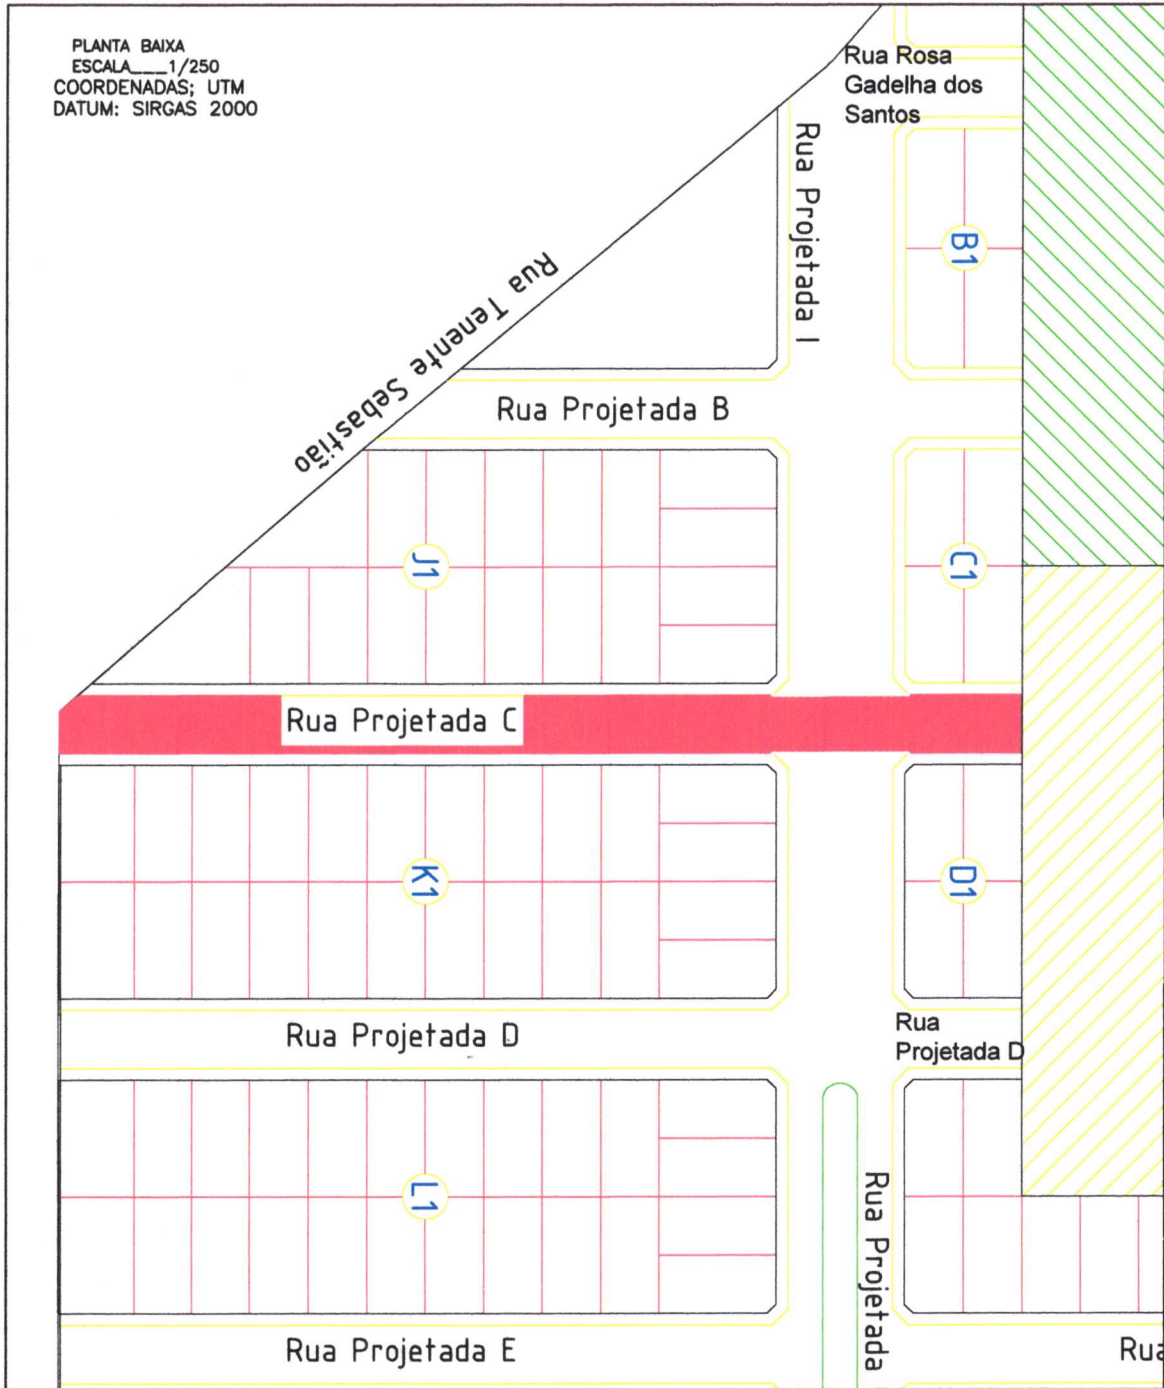 PLANTA BAIXA
ESCALA___1/250
COORDENADAS; UTM
DATUM: SIRGAS 2000
Rua Rosa
Gadelha dos
Santos
Rua Projetada I
B1
Rua Tenente Sebastião
Rua Projetada B
J1
C1
Rua Projetada C
K1
D1
Rua Projetada D
Rua
Projetada D
L1
Rua Projetada
Rua Projetada E
Rua